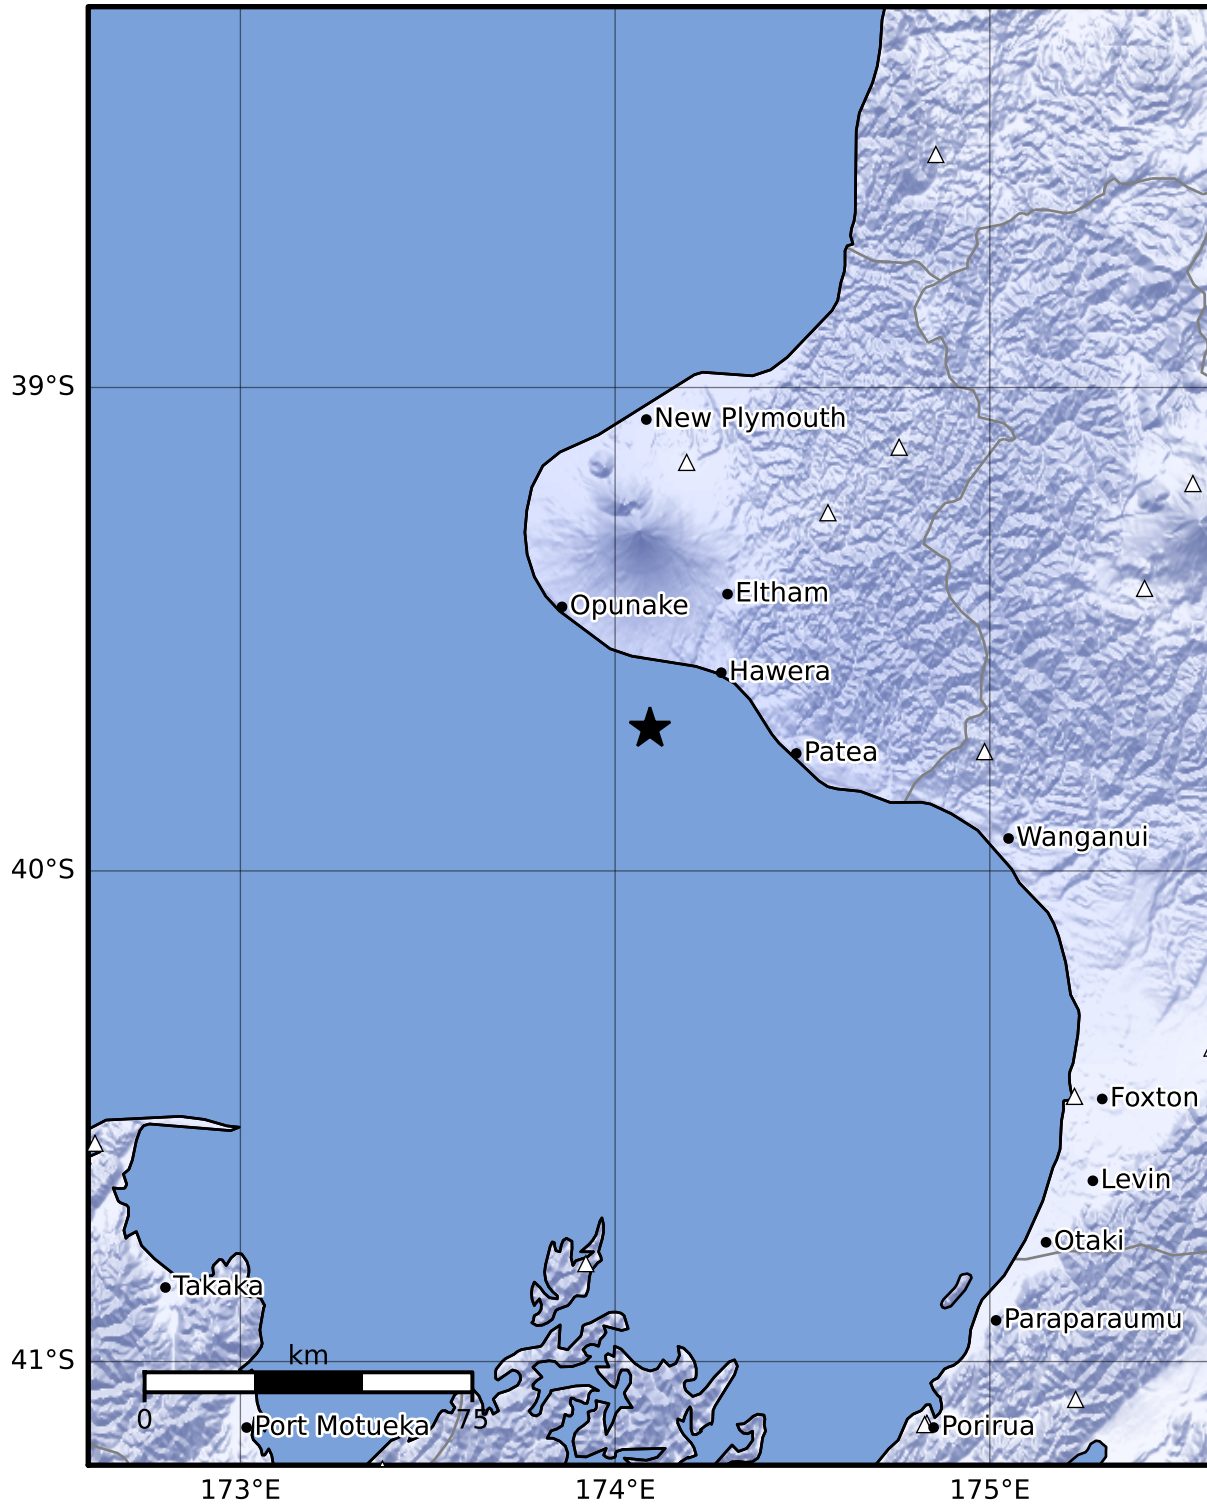 39°S
New Plymouth
Eltham
Opunake
Hawera
Patea
Wanganui
40°S
Foxton
Levin
Otaki
Takaka
Paraparaumu
km
41°S
0
75
Port Motueka
Porirua
173°E
174°E
175°E